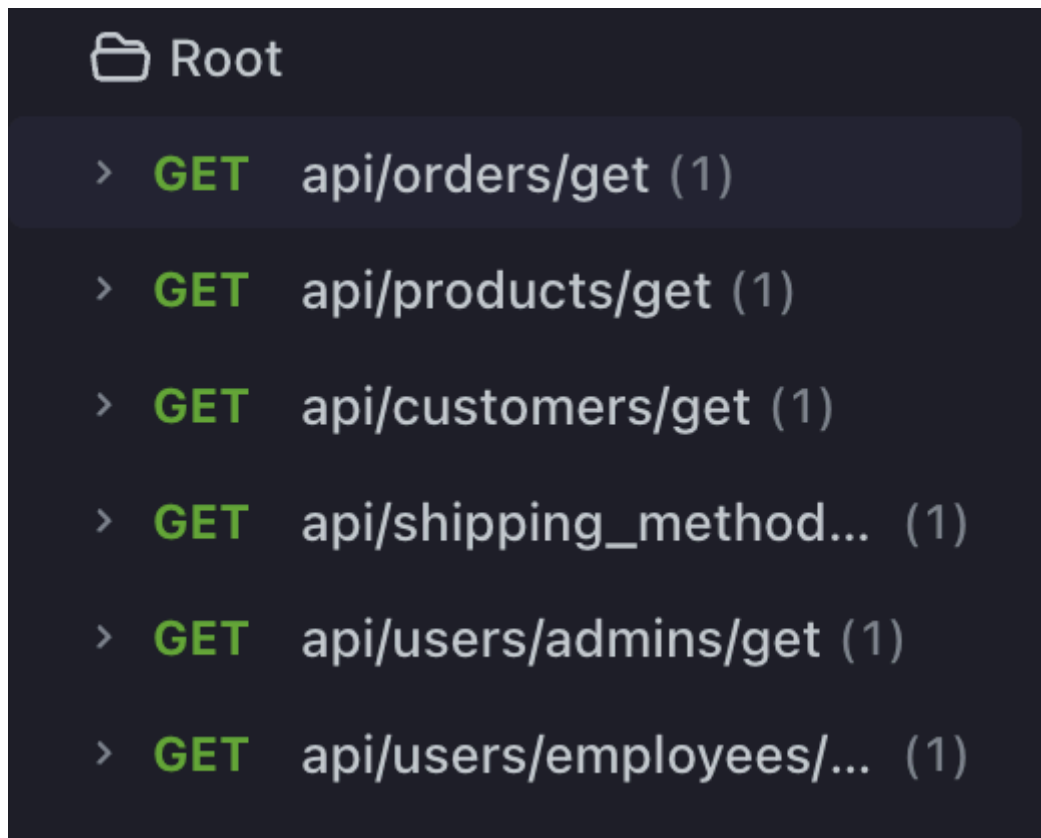 Root
GET api/orders/get (1)
GET api/products/get (1)
GET api/customers/get (1)
GET api/shipping_method... (1)
GET api/users/admins/get (1)
GET api/users/employees/... (1)